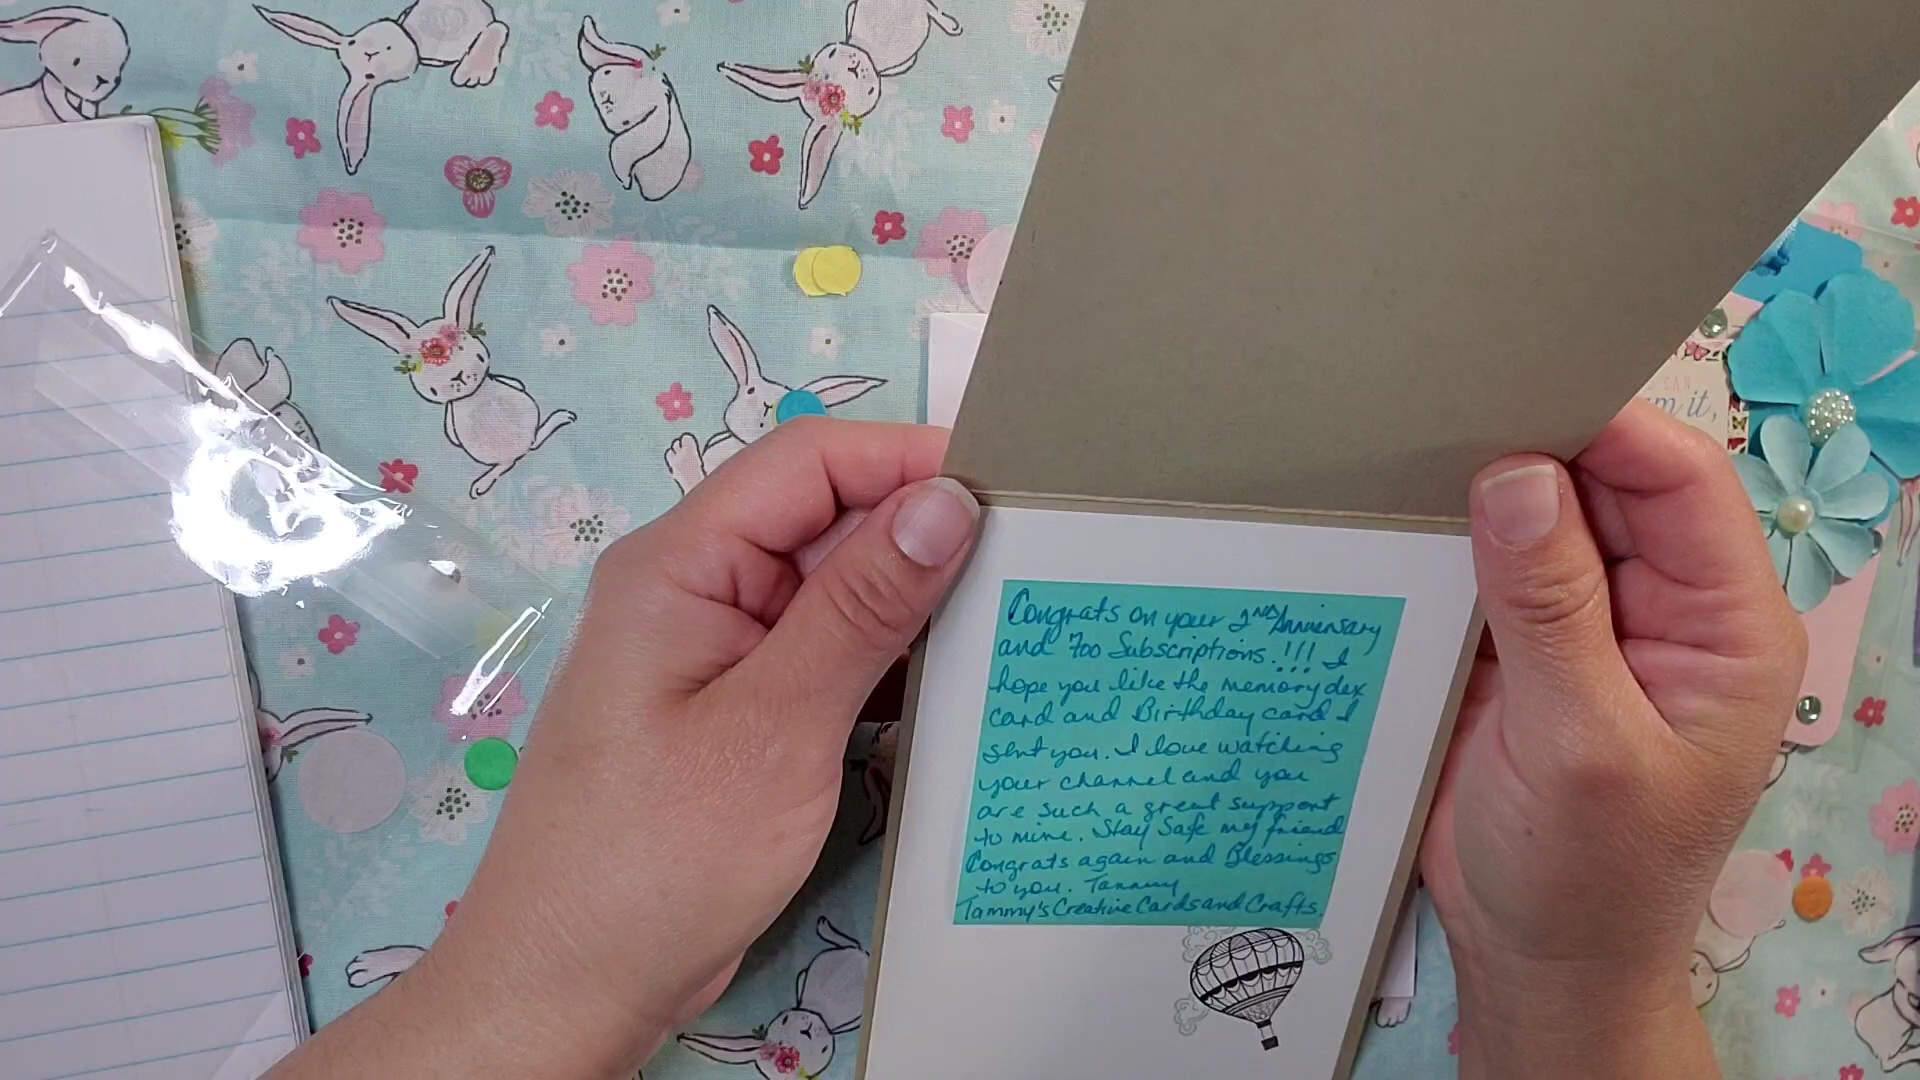 CAN
m it,
Congrats on your 2ND Anniversary
and 700 Subscriptions.!!! I
hope you like the memory dex
card and Birthday card I
sent you. I love watching
your channel and you
are such a great support
to mine. Stay Safe my friend
Congrats again and Blessings
to you. Tammy
Tammy's Creative Cards and Crafts.